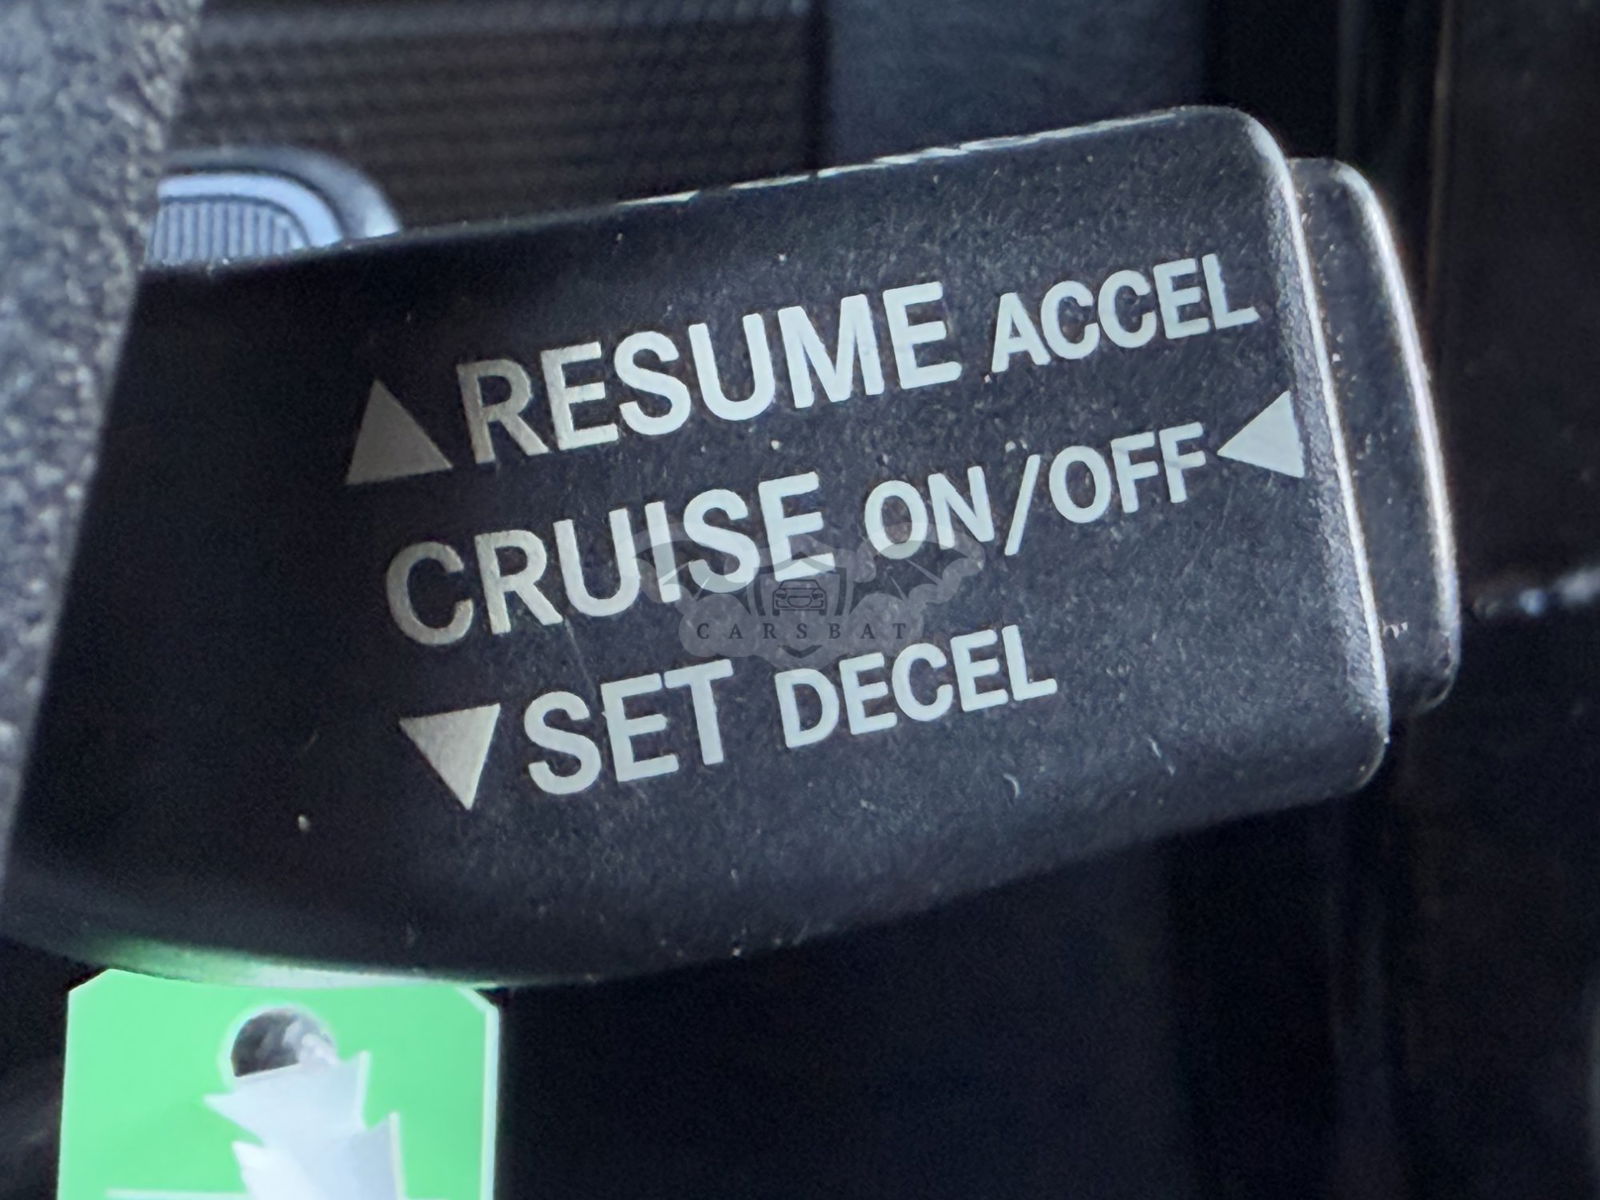 ▲RESUME ACCEL
CRUISE ON/OFF◀
CARSBAT
▼SET DECEL